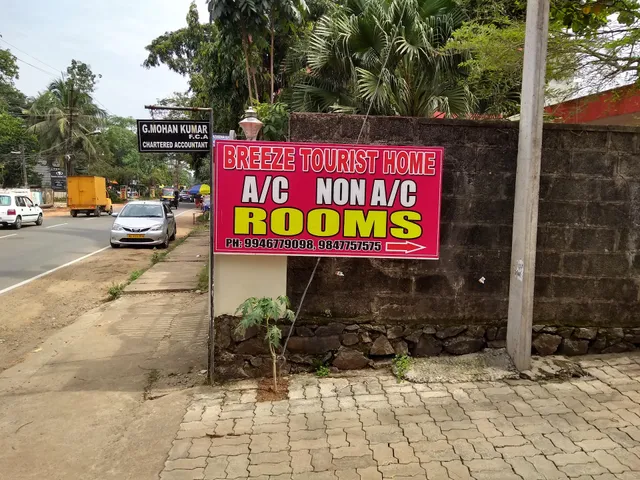 G.MOHAN KUMAR
F.C.A
CHARTERED ACCOUNTANT
BREEZE TOURIST HOME
A/C NON A/C
ROOMS
PH: 9946779098, 9847757575